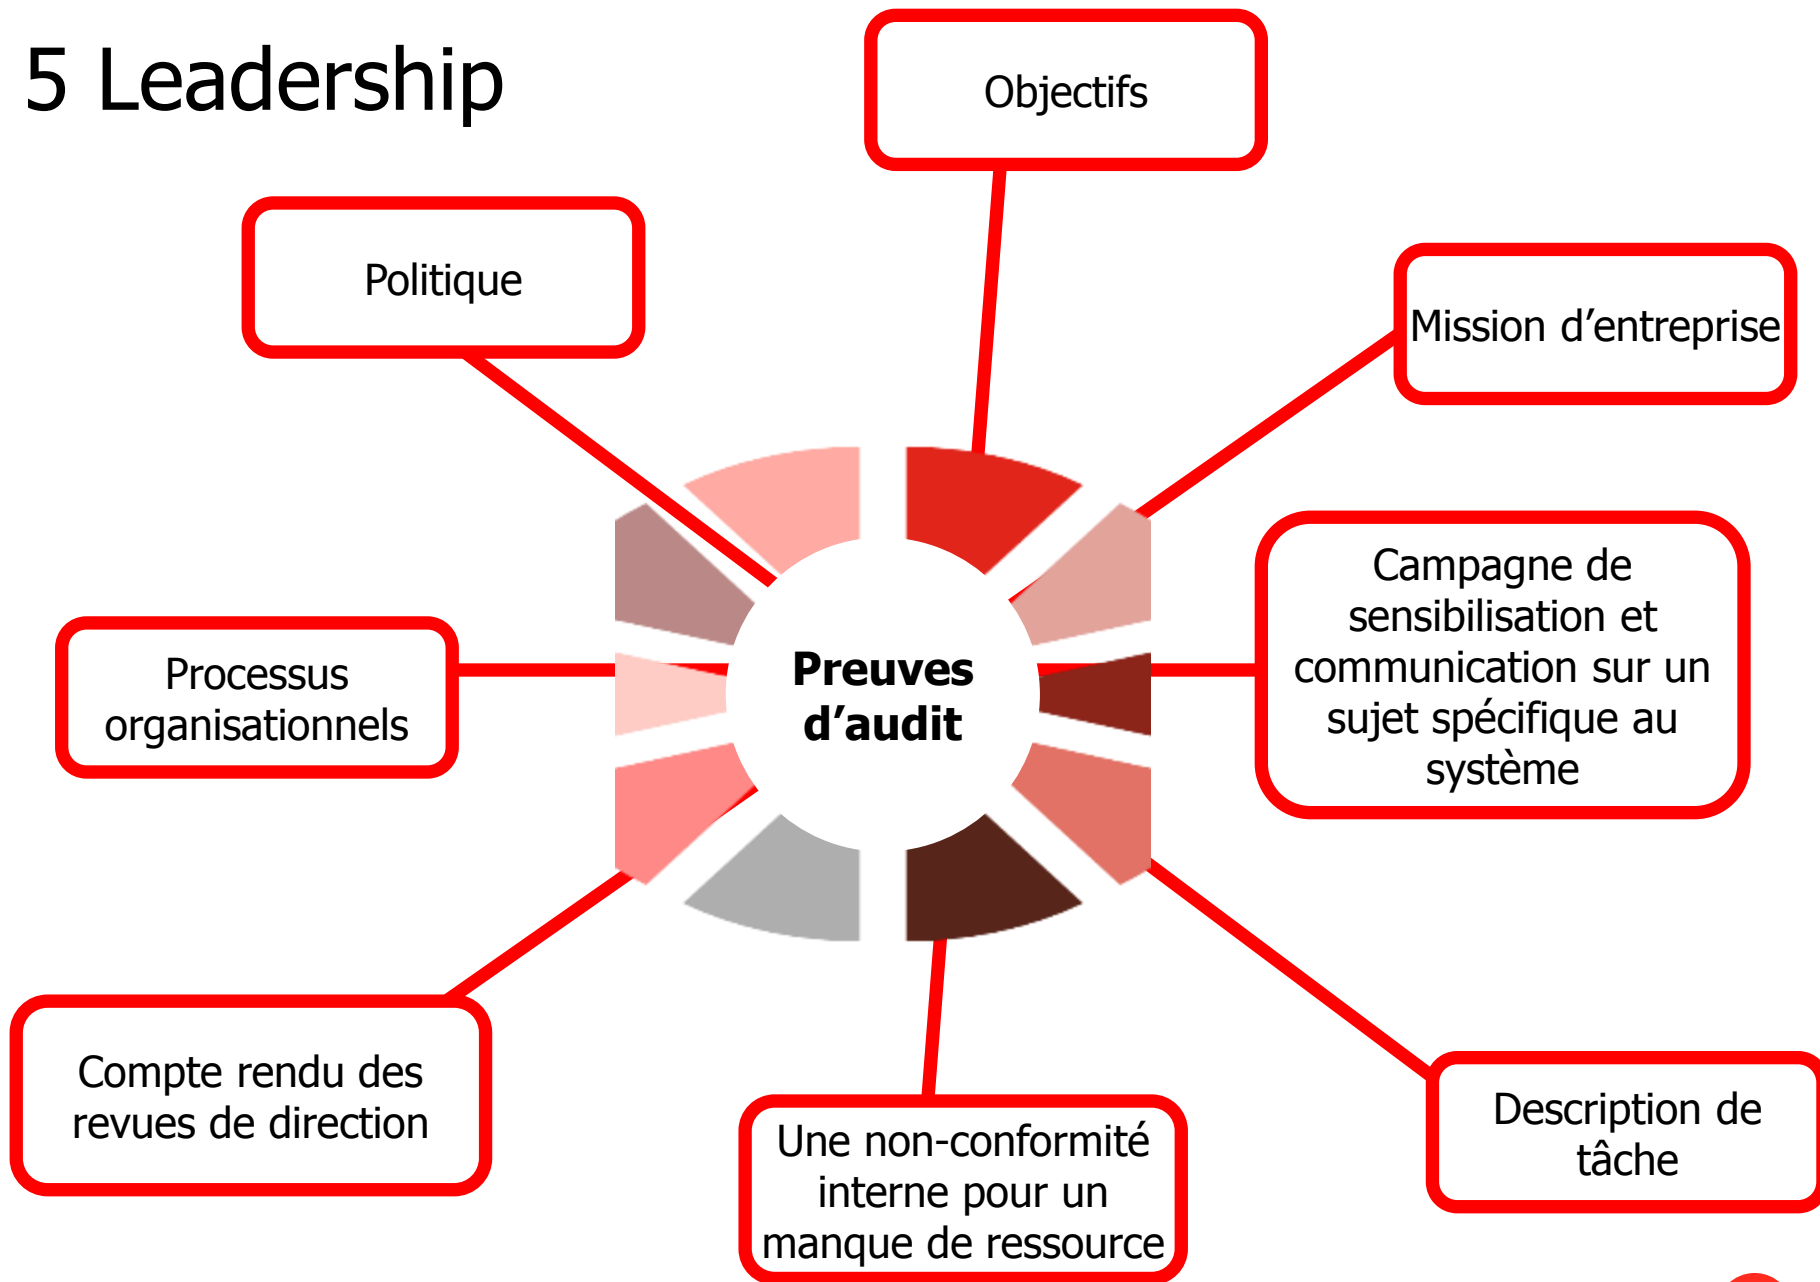 5 Leadership
Objectifs
Politique
Mission d’entreprise
Campagne de
sensibilisation et
communication sur un
sujet spécifique au
système
Preuves
d’audit
Processus
organisationnels
Compte rendu des
revues de direction
Une non-conformité
interne pour un
manque de ressource
Description de
tâche